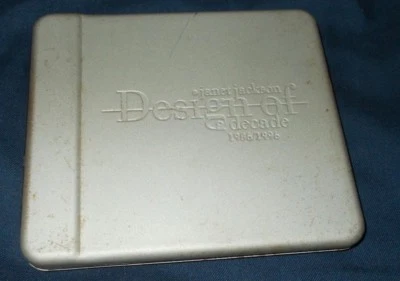 janet jackson
Design of
a decade
1986/1996